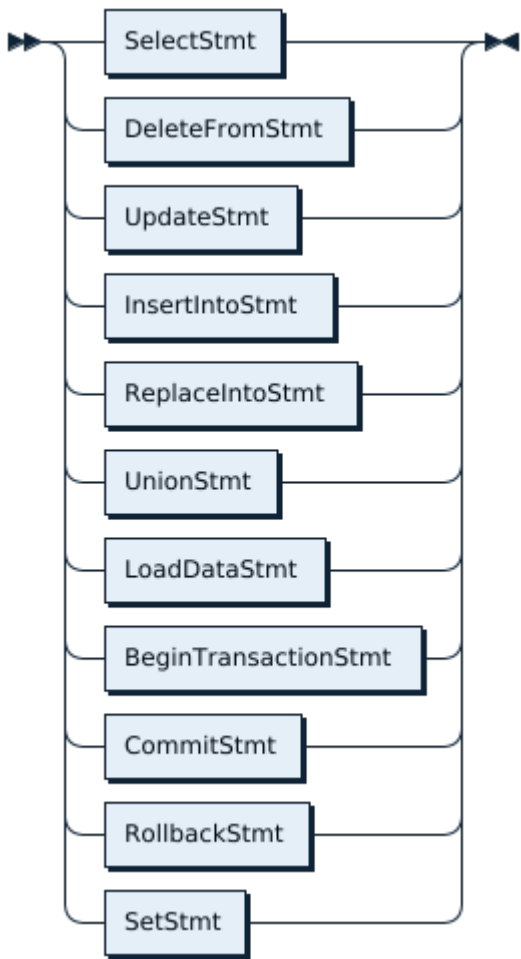 SelectStmt
DeleteFromStmt
UpdateStmt
InsertIntoStmt
ReplaceIntoStmt
UnionStmt
LoadDataStmt
BeginTransactionStmt
CommitStmt
RollbackStmt
SetStmt